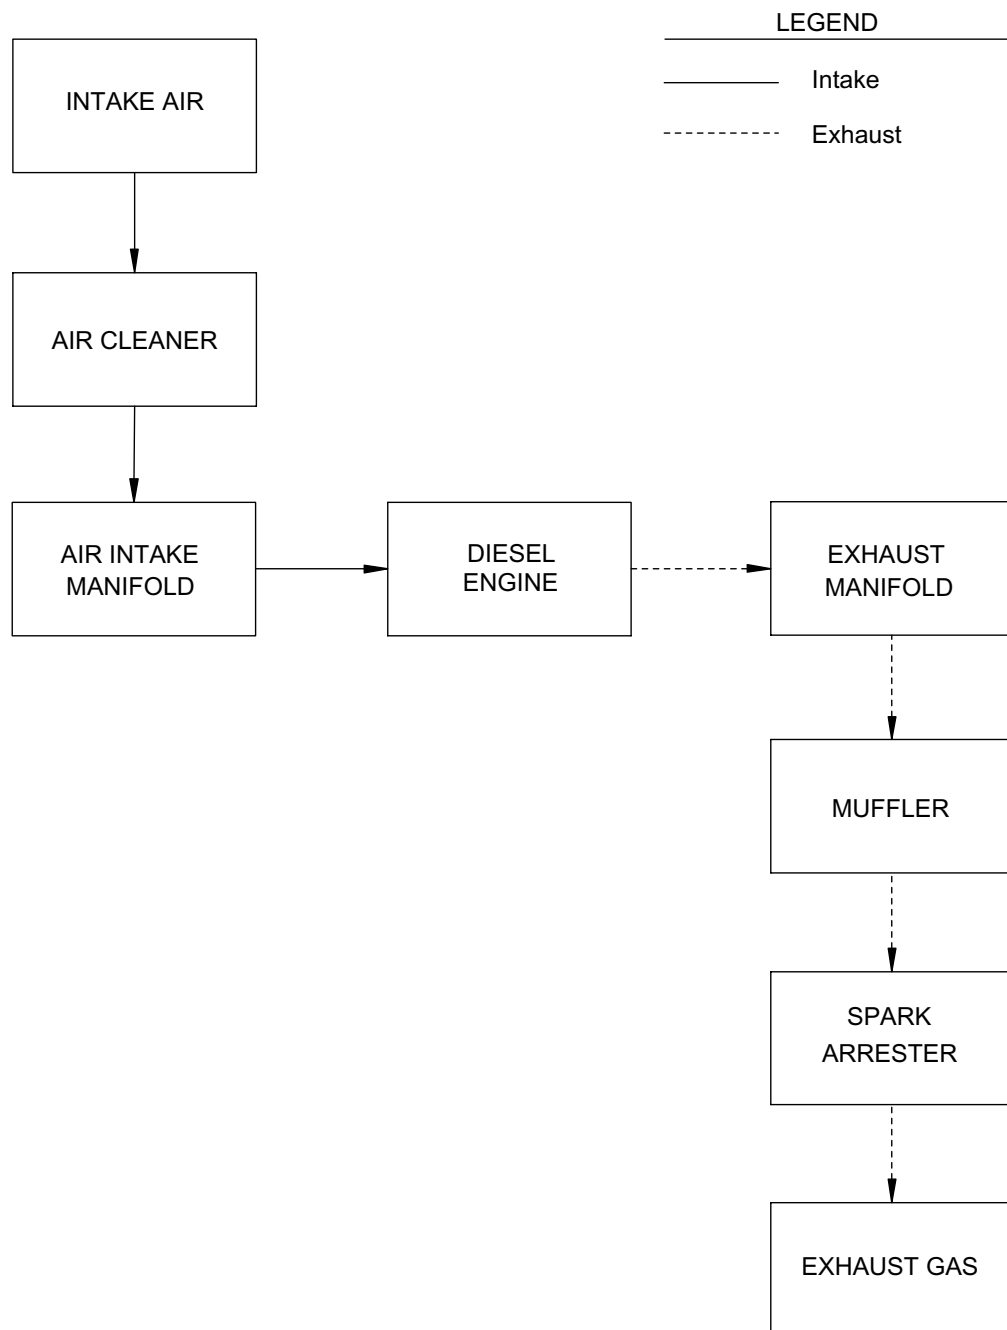 LEGEND
Intake
Exhaust
INTAKE AIR
AIR CLEANER
AIR INTAKE
MANIFOLD
DIESEL
ENGINE
EXHAUST
MANIFOLD
MUFFLER
SPARK
ARRESTER
EXHAUST GAS